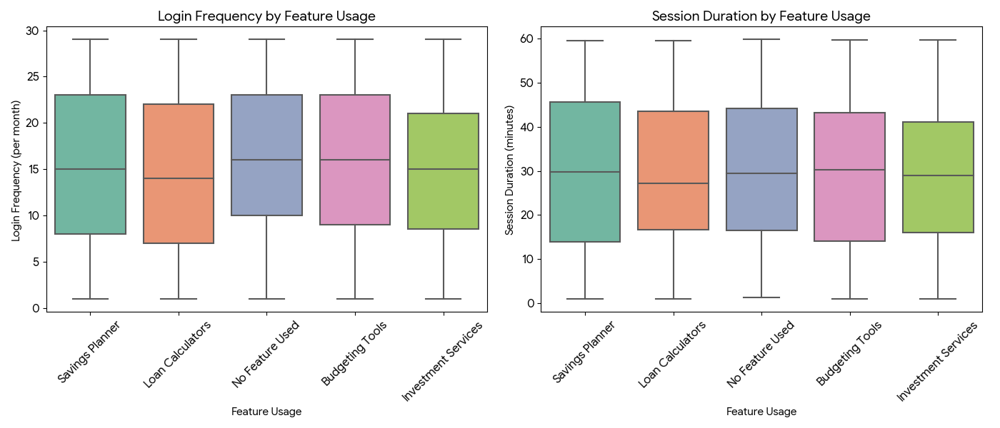 Login Frequency by Feature Usage
30
25
20
15
10
5
0
Login Frequency (per month)
Savings Planner
Loan Calculators
No Feature Used
Budgeting Tools
Investment Services
Feature Usage
Session Duration by Feature Usage
60
50
40
30
20
10
0
Session Duration (minutes)
Savings Planner
Loan Calculators
No Feature Used
Budgeting Tools
Investment Services
Feature Usage